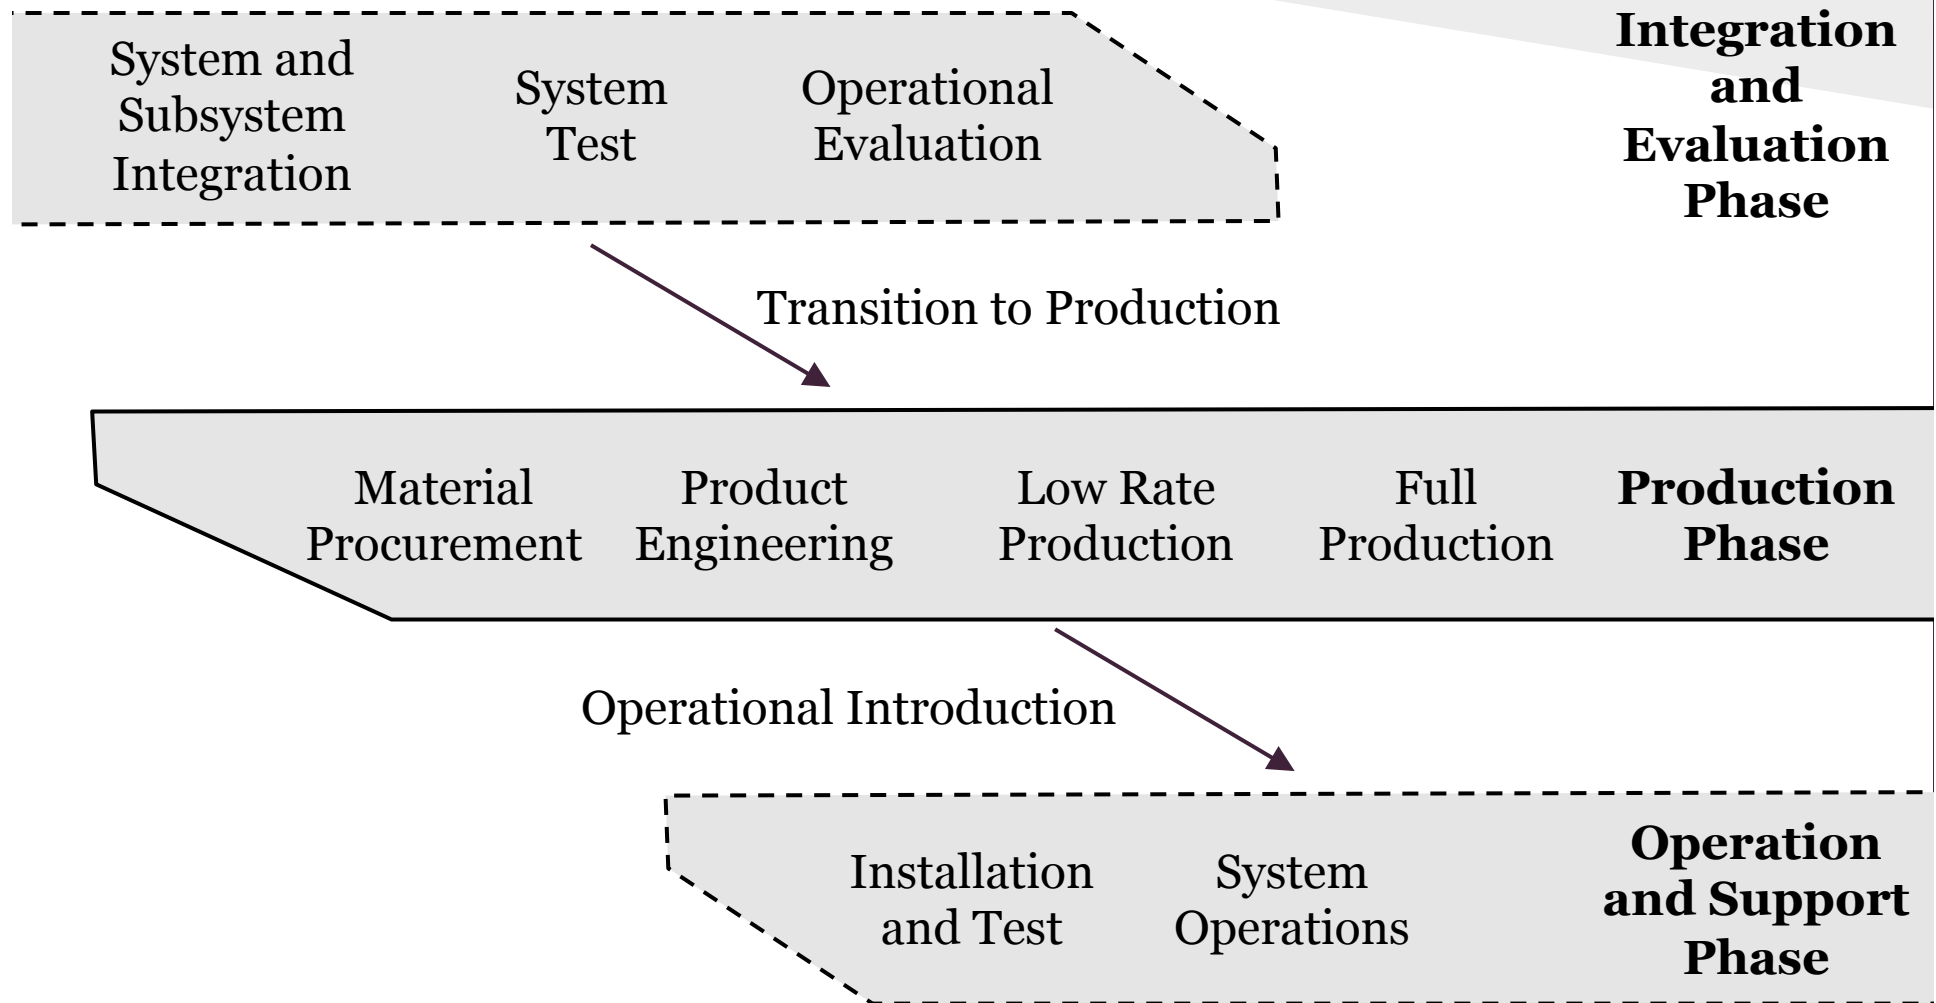 System and
Subsystem
Integration
System
Test
Operational
Evaluation
Integration
and
Evaluation
Phase
Transition to Production
Material
Procurement
Product
Engineering
Low Rate
Production
Full
Production
Production
Phase
Operational Introduction
Installation
and Test
System
Operations
Operation
and Support
Phase